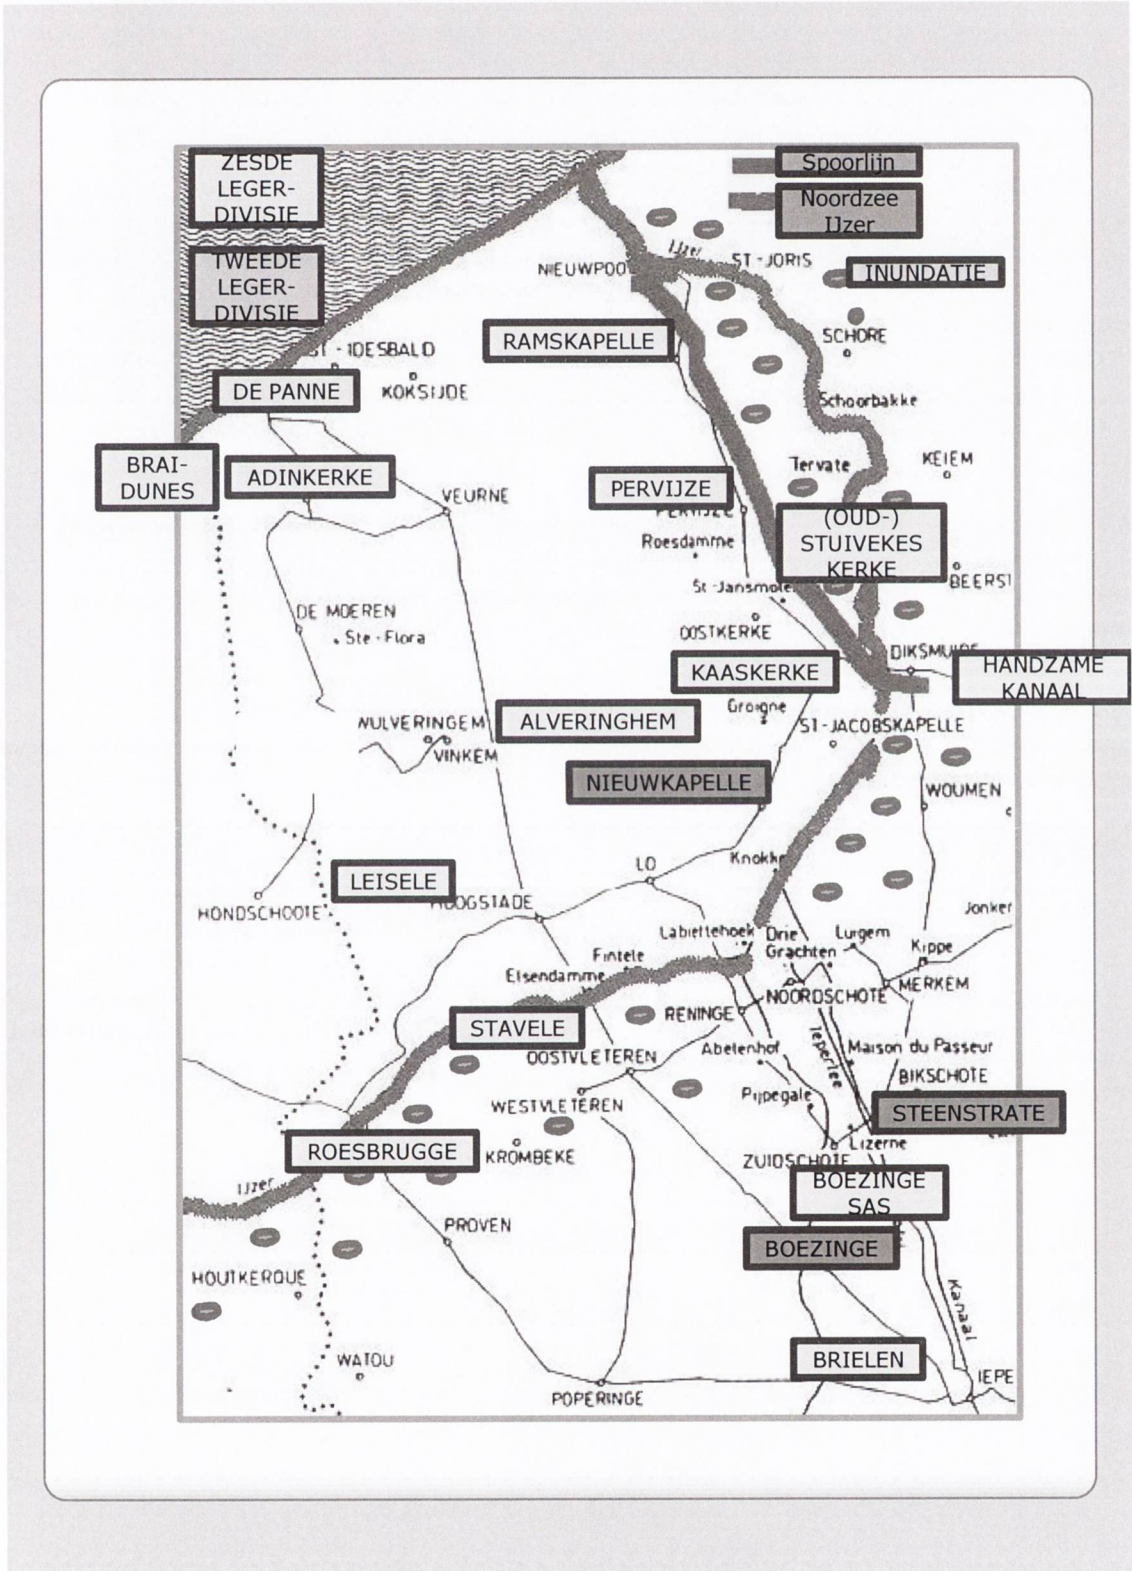 ZESDE
LEGER-
DIVISIE
Spoorlijn
Noordzee
IJzer
TWEEDE
LEGER-
DIVISIE
IJzer
ST-JORIS
NIEUWPOO
INUNDATIE
RAMSKAPELLE
SCHORE
ST-IDESBALD
KOKSIJDE
DE PANNE
Schoorbakke
BRAI-
DUNES
ADINKERKE
VEURNE
PERVIJZE
PERVIJZE
Tervate
KEIEM
Roesdamme
(OUD-)
STUIVEKES
KERKE
St-Jansmolen
BEERST
DE MOEREN
Ste-Flora
OOSTKERKE
KAASKERKE
DIKSMUIDE
HANDZAME
KANAAL
WULVERINGEM
VINKEM
ALVERINGHEM
Groigne
ST-JACOBSKAPELLE
NIEUWKAPELLE
WOUMEN
LEISELE
LO
Knokke
HONDSCHOOTE
HOOGSTADE
Jonker
Labiettehoek
Drie
Grachten
Luigem
Kippe
Fintele
Elsendamme
MERKEM
NOORDSCHOTE
STAVELE
RENINGE
OOSTVLETEREN
Abelenhof
Ieperlee
Maison du Passeur
BIKSCHOTE
WESTVLETEREN
Pijpegale
STEENSTRATE
ROESBRUGGE
KROMBEKE
Lizerne
ZUIDSCHOTE
IJzer
BOEZINGE
SAS
PROVEN
BOEZINGE
HOUTKERQUE
Kanaal
WATOU
BRIELEN
POPERINGE
IEPE